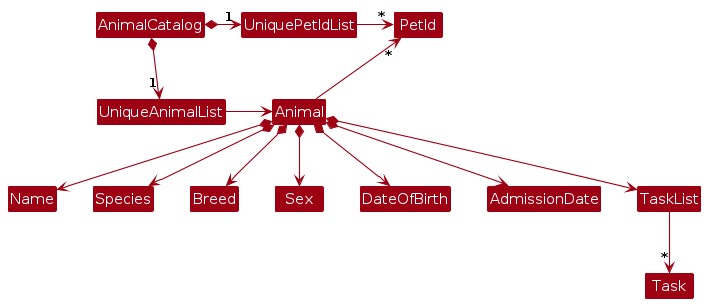 AnimalCatalog
1
UniquePetIdList
*
PetId
*
1
UniqueAnimalList
Animal
Name
Species
Breed
Sex
DateOfBirth
AdmissionDate
TaskList
*
Task